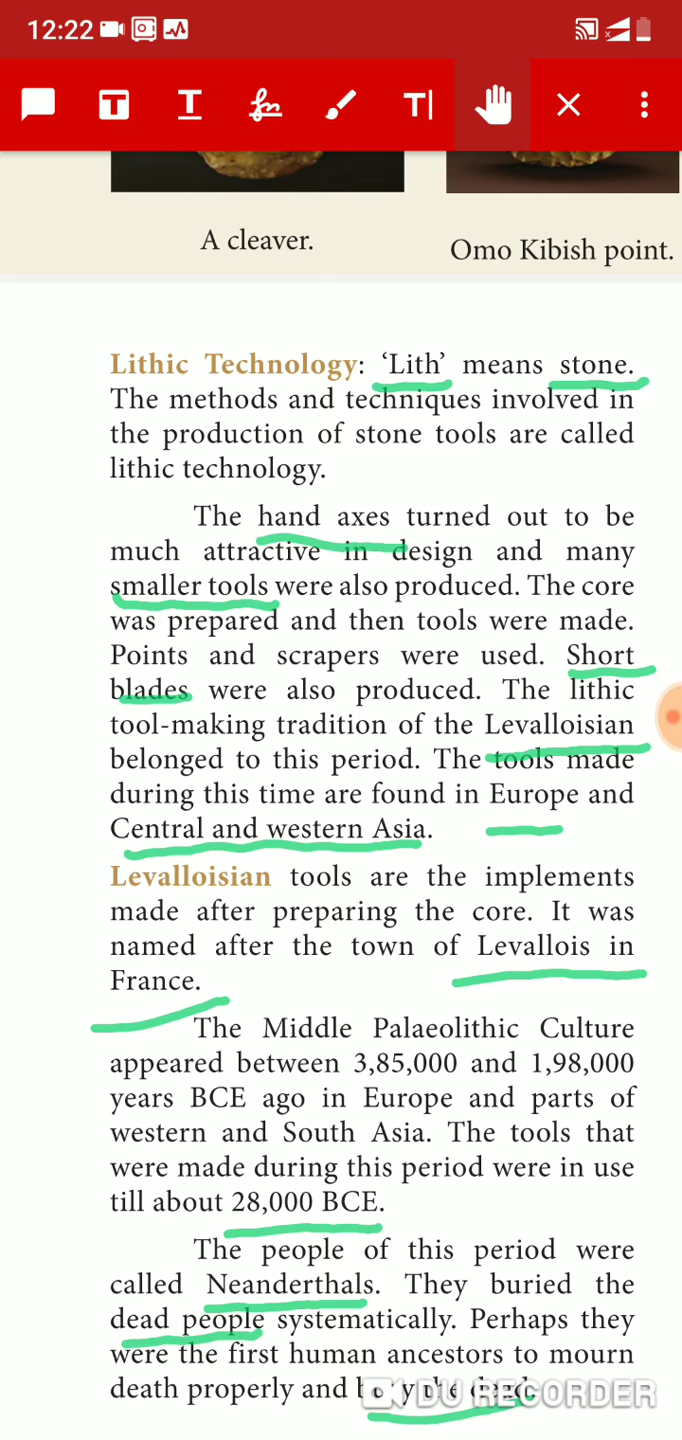 12:22
T T T|
A cleaver.
Omo Kibish point.
Lithic Technology: ‘Lith’ means stone.
The methods and techniques involved in
the production of stone tools are called
lithic technology.
The hand axes turned out to be
much attractive in design and many
smaller tools were also produced. The core
was prepared and then tools were made.
Points and scrapers were used. Short
blades were also produced. The lithic
tool-making tradition of the Levalloisian
belonged to this period. The tools made
during this time are found in Europe and
Central and western Asia.
Levalloisian tools are the implements
made after preparing the core. It was
named after the town of Levallois in
France.
The Middle Palaeolithic Culture
appeared between 3,85,000 and 1,98,000
years BCE ago in Europe and parts of
western and South Asia. The tools that
were made during this period were in use
till about 28,000 BCE.
The people of this period were
called Neanderthals. They buried the
dead people systematically. Perhaps they
were the first human ancestors to mourn
death properly and bury the dead.
DU RECORDER